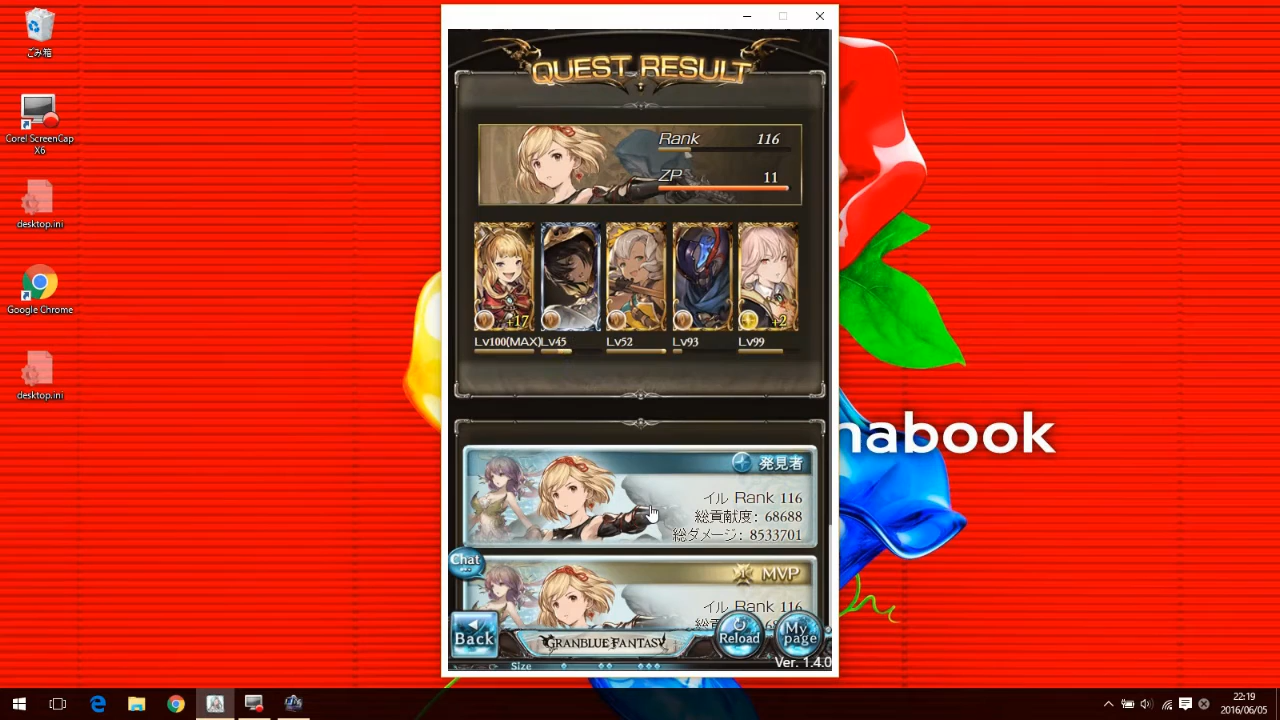 ごみ箱
Corel ScreenCap
X6
desktop.ini
Google Chrome
desktop.ini
QUEST RESULT
Rank 116
ZP 11
+17
+2
Lv100(MAX)
Lv45
Lv52
Lv93
Lv99
発見者
イル Rank 116
総貢献度: 68688
総ダメージ: 8533701
Chat
MVP
イル Rank 116
Back
GRANBLUE FANTASY
Reload
My
page
Size
Ver. 1.4.0
nabook
22:19
2016/06/05